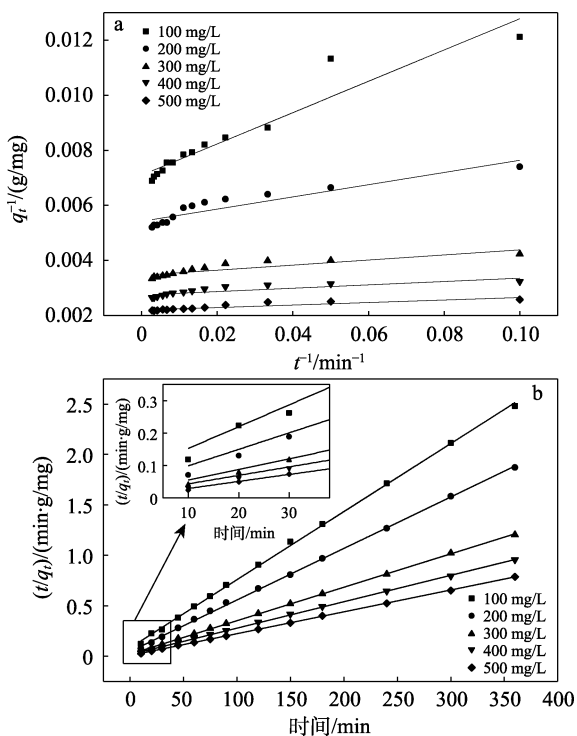 a
100 mg/L
200 mg/L
300 mg/L
400 mg/L
500 mg/L
0.012
0.010
0.008
0.006
0.004
0.002
qₜ⁻¹/(g/mg)
0 0.02 0.04 0.06 0.08 0.10
t⁻¹/min⁻¹
b
2.5
2.0
1.5
1.0
0.5
0
(t/qₜ)/(min·g/mg)
0.3
0.2
0.1
0
(t/qₜ)/(min·g/mg)
10 20 30
时间/min
100 mg/L
200 mg/L
300 mg/L
400 mg/L
500 mg/L
0 50 100 150 200 250 300 350 400
时间/min